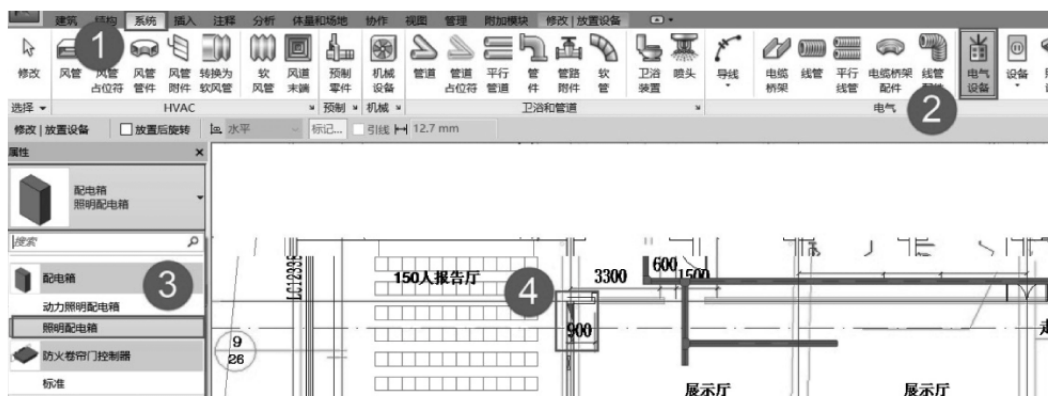 建筑 结构 系统 插入 注释 分析 体量和场地 协作 视图 管理 附加模块 修改 | 放置设备
1
修改 风管 风管占位符 风管管件 风管附件 转换为软风管 软风管 风道末端 预制零件 机械设备 管道 管道占位符 平行管道 管件 管路附件 软管 卫浴装置 喷头 导线 电缆桥架 线管 平行线管 电缆桥架配件 线管 电气设备 设备
2
选择 HVAC 预制 机械 卫浴和管道 电气
修改 | 放置设备 放置后旋转 水平 标记... 引线 12.7 mm
属性
配电箱
照明配电箱
搜索
配电箱
3
动力照明配电箱
照明配电箱
防火卷帘门控制器
标准
150人报告厅
4
3300
600
1500
900
9
26
展示厅
展示厅
走